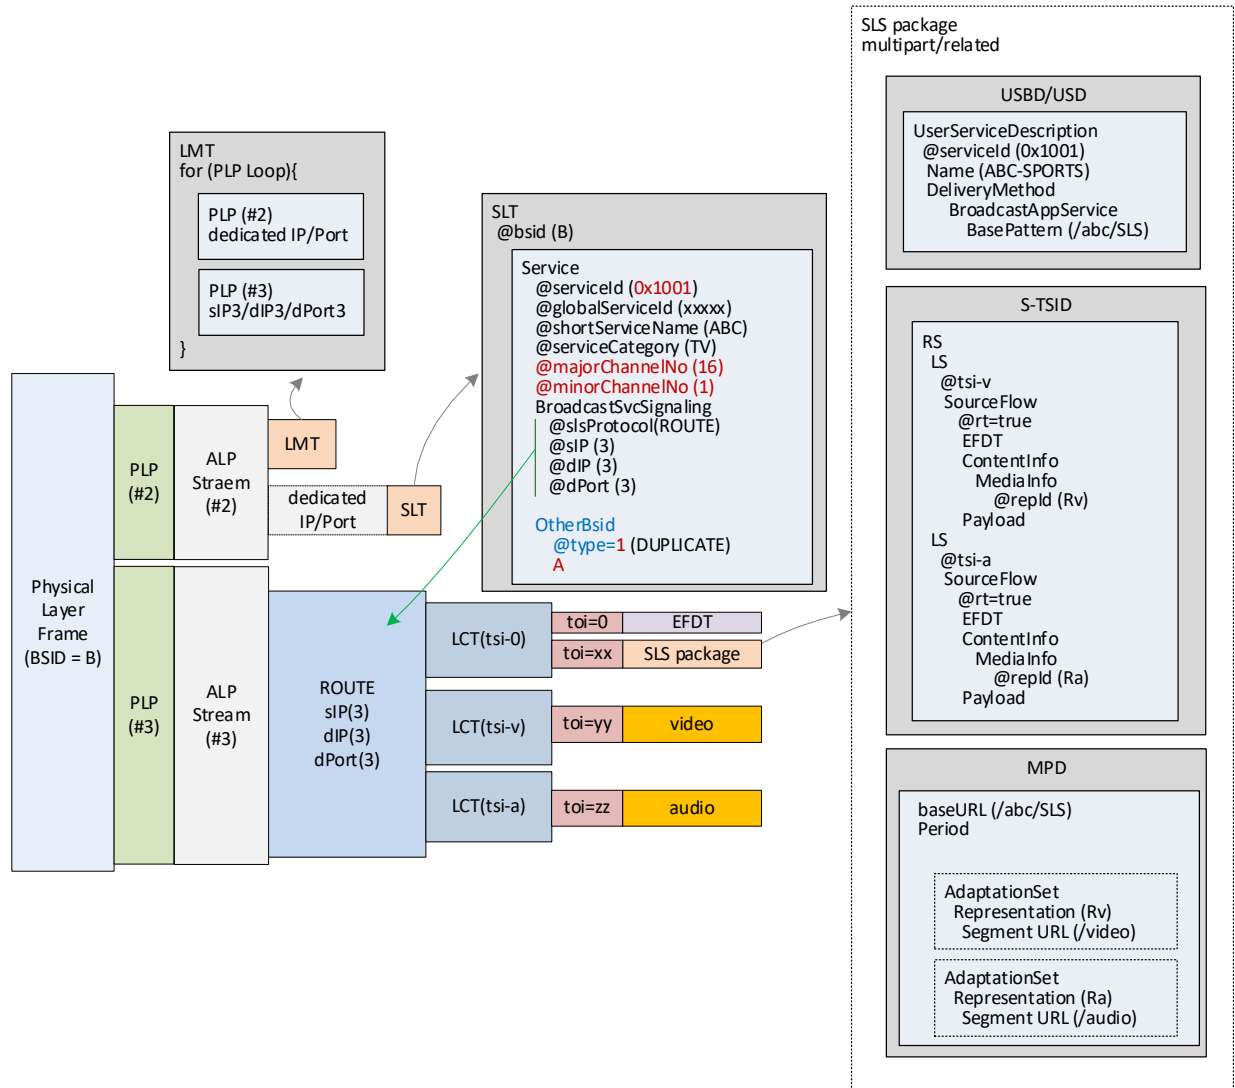 SLS package
multipart/related
USBD/USD
UserServiceDescription
@serviceId (0x1001)
Name (ABC-SPORTS)
DeliveryMethod
BroadcastAppService
BasePattern (/abc/SLS)
LMT
for (PLP Loop){
PLP (#2)
dedicated IP/Port
PLP (#3)
sIP3/dIP3/dPort3
}
SLT
@bsid (B)
Service
@serviceId (0x1001)
@globalServiceId (xxxxx)
@shortServiceName (ABC)
@serviceCategory (TV)
@majorChannelNo (16)
@minorChannelNo (1)
BroadcastSvcSignaling
@slsProtocol(ROUTE)
@sIP (3)
@dIP (3)
@dPort (3)
OtherBsid
@type=1 (DUPLICATE)
A
S-TSID
RS
LS
@tsi-v
SourceFlow
@rt=true
EFDT
ContentInfo
MediaInfo
@repId (Rv)
Payload
LS
@tsi-a
SourceFlow
@rt=true
EFDT
ContentInfo
MediaInfo
@repId (Ra)
Payload
Physical
Layer
Frame
(BSID = B)
PLP
(#2)
ALP
Straem
(#2)
LMT
dedicated
IP/Port
SLT
PLP
(#3)
ALP
Stream
(#3)
ROUTE
sIP(3)
dIP(3)
dPort(3)
LCT(tsi-0)
toi=0
EFDT
toi=xx
SLS package
LCT(tsi-v)
toi=yy
video
LCT(tsi-a)
toi=zz
audio
MPD
baseURL (/abc/SLS)
Period
AdaptationSet
Representation (Rv)
Segment URL (/video)
AdaptationSet
Representation (Ra)
Segment URL (/audio)